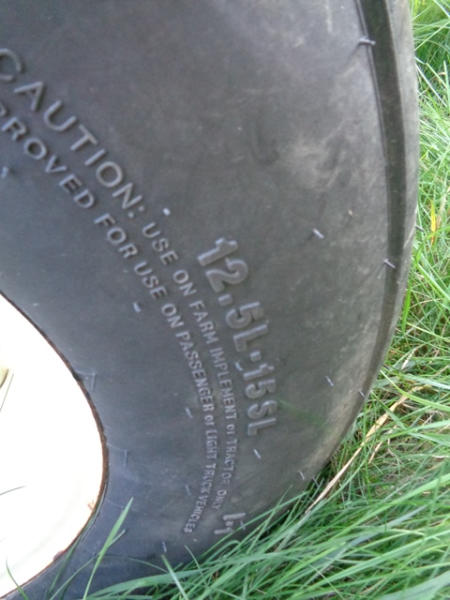 12.5L-15SL
CAUTION: USE ON FARM IMPLEMENT or TRACTOR ONLY
PROVED FOR USE ON PASSENGER or LIGHT TRUCK VEHICLES